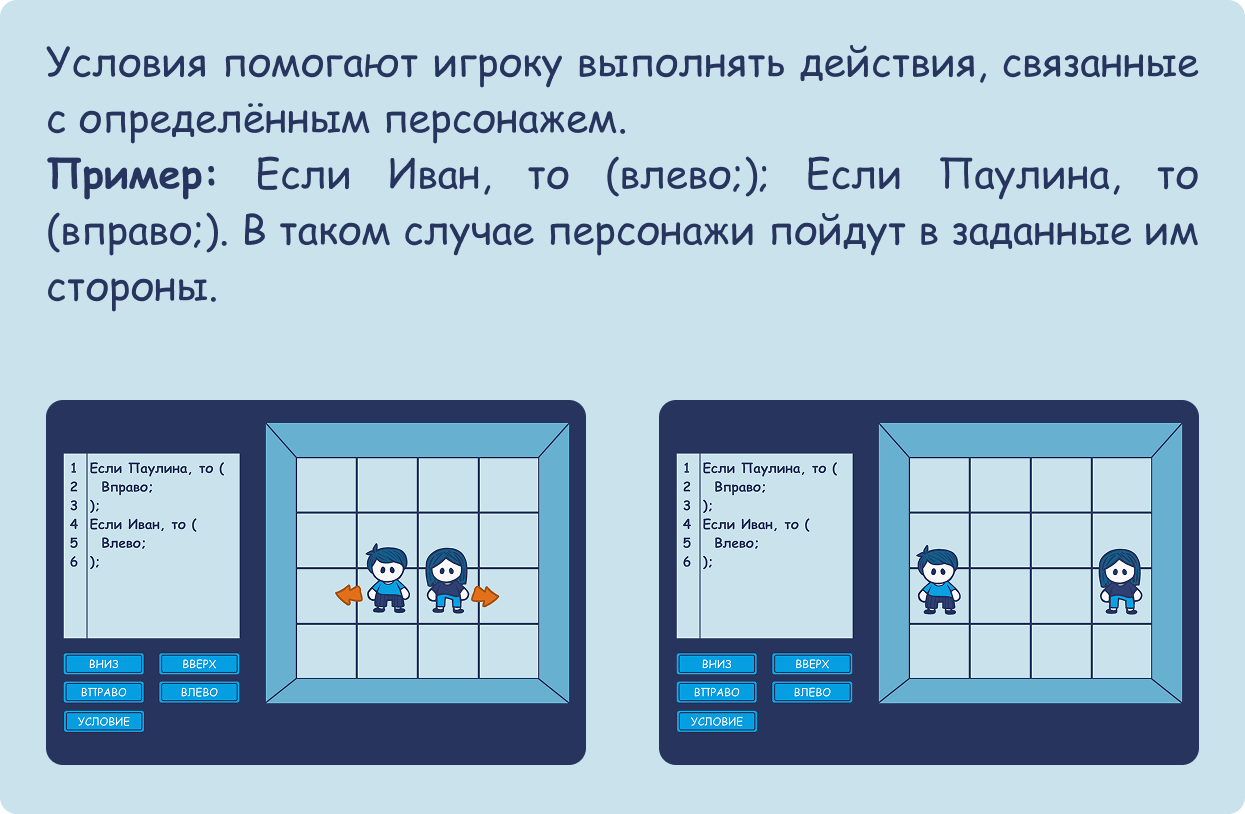 Условия помогают игроку выполнять действия, связанные
с определённым персонажем.
Пример: Если Иван, то (влево;); Если Паулина, то
(вправо;). В таком случае персонажи пойдут в заданные им
стороны.
1 Если Паулина, то (
2 Вправо;
3 );
4 Если Иван, то (
5 Влево;
6 );
ВНИЗ ВВЕРХ
ВПРАВО ВЛЕВО
УСЛОВИЕ
1 Если Паулина, то (
2 Вправо;
3 );
4 Если Иван, то (
5 Влево;
6 );
ВНИЗ ВВЕРХ
ВПРАВО ВЛЕВО
УСЛОВИЕ